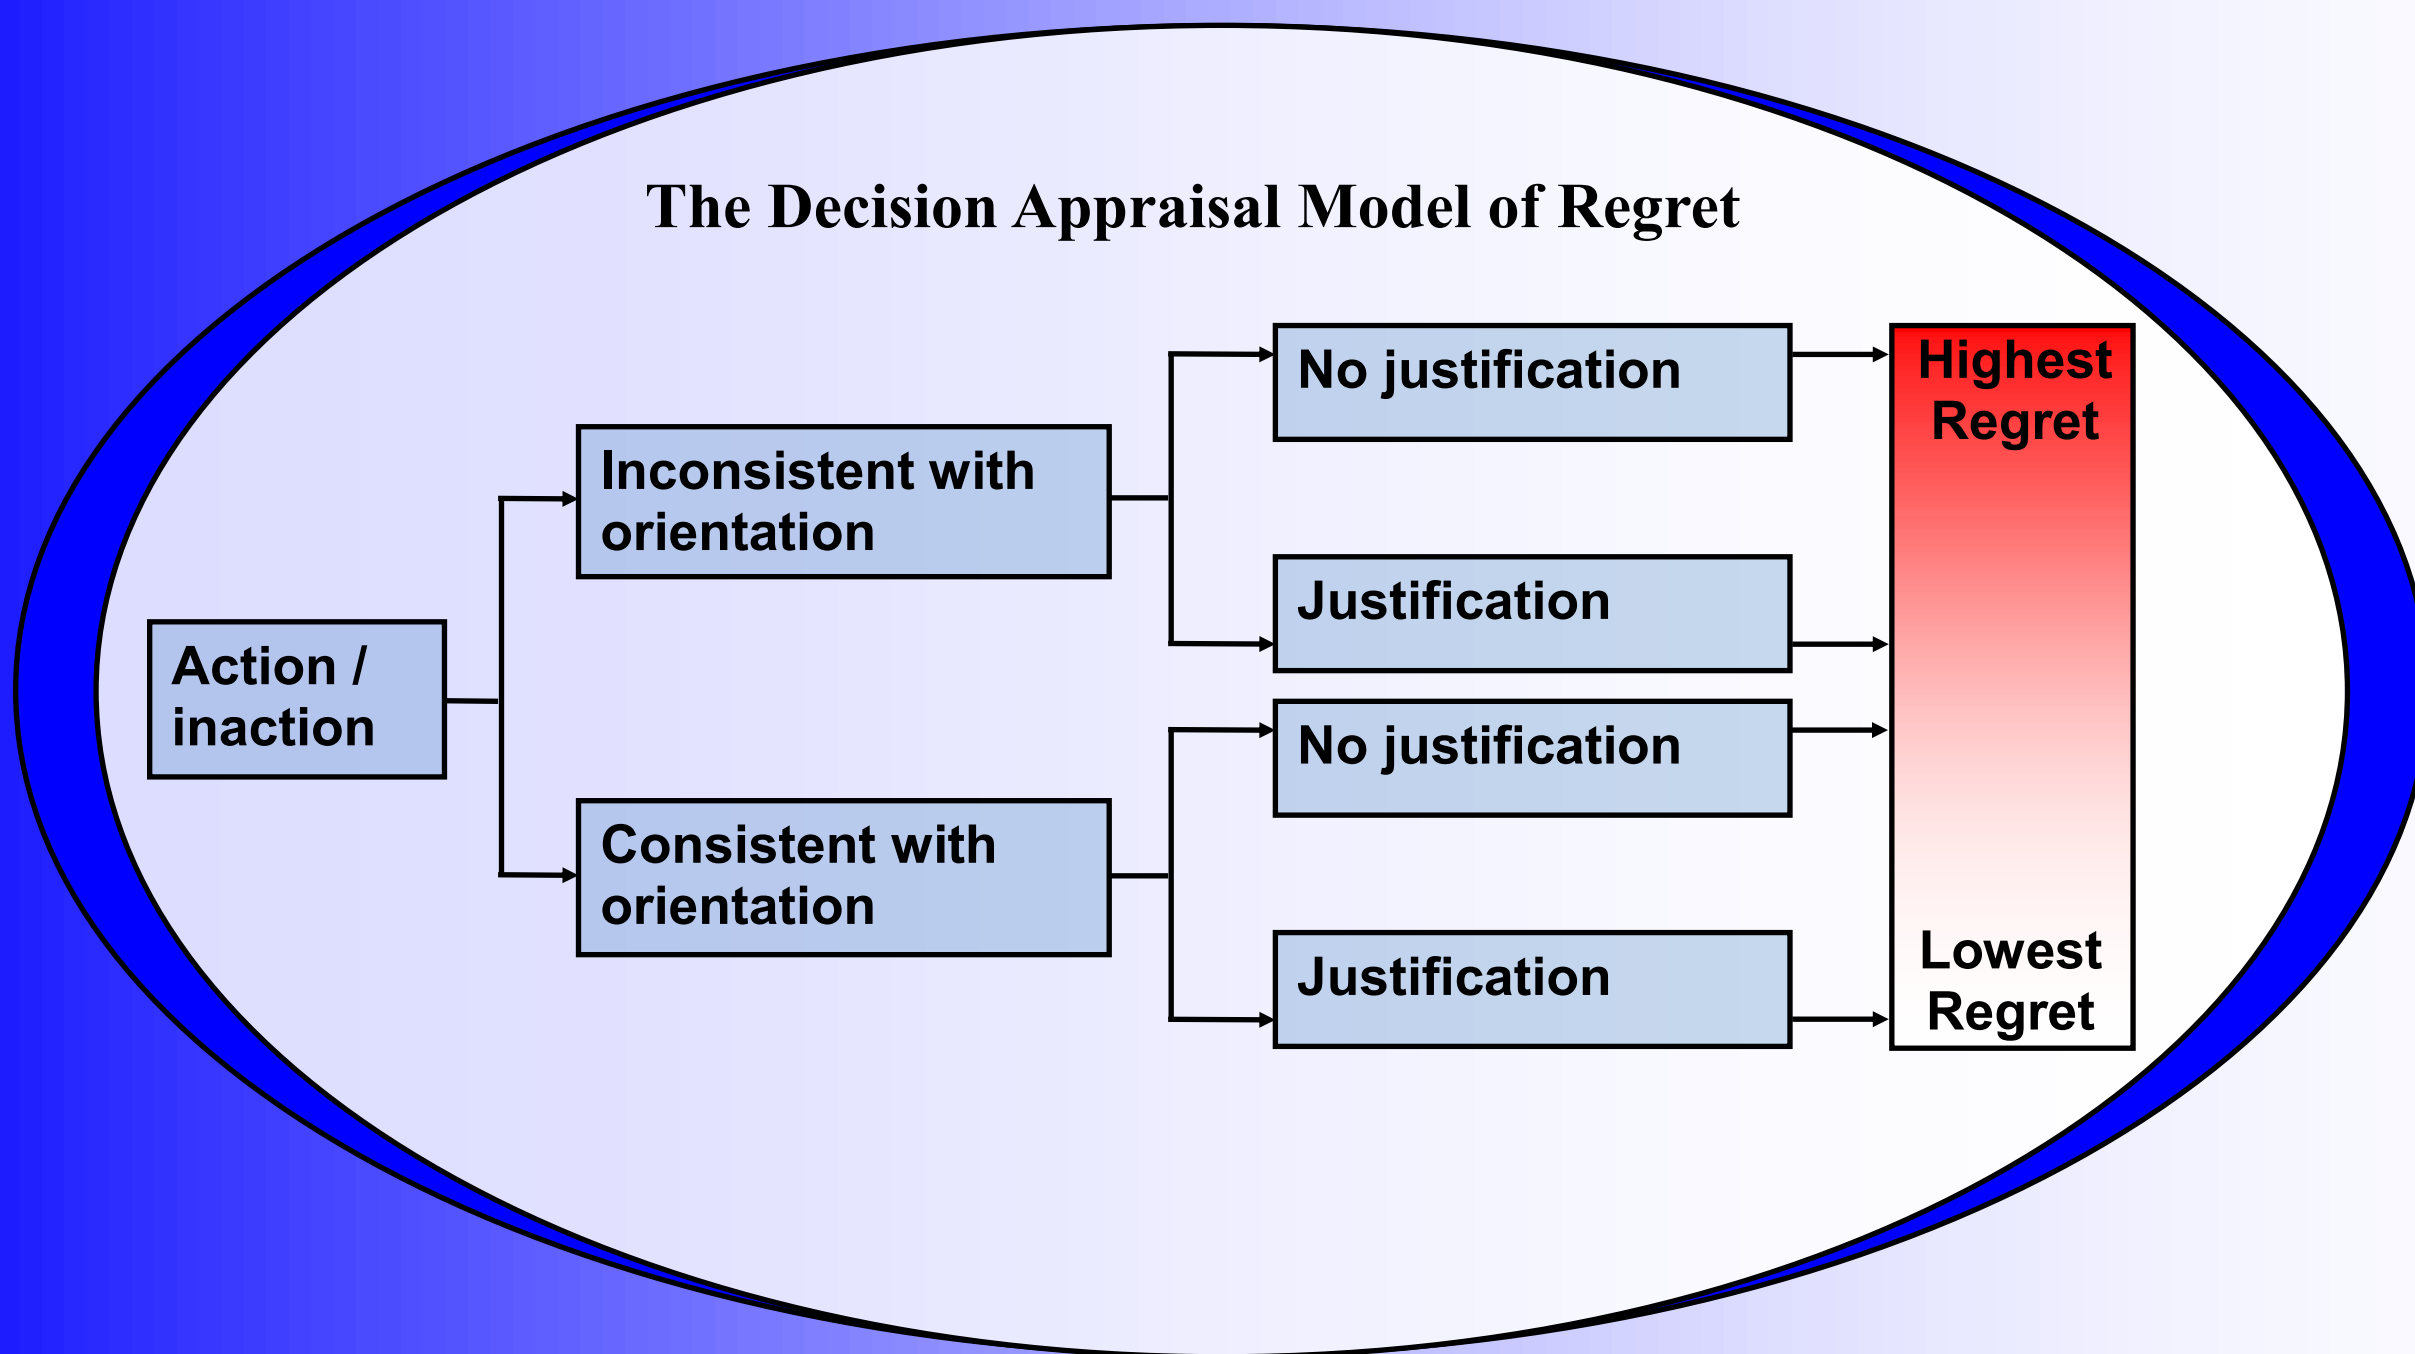 The Decision Appraisal Model of Regret
Action /
inaction
Inconsistent with
orientation
Consistent with
orientation
No justification
Justification
No justification
Justification
Highest
Regret
Lowest
Regret